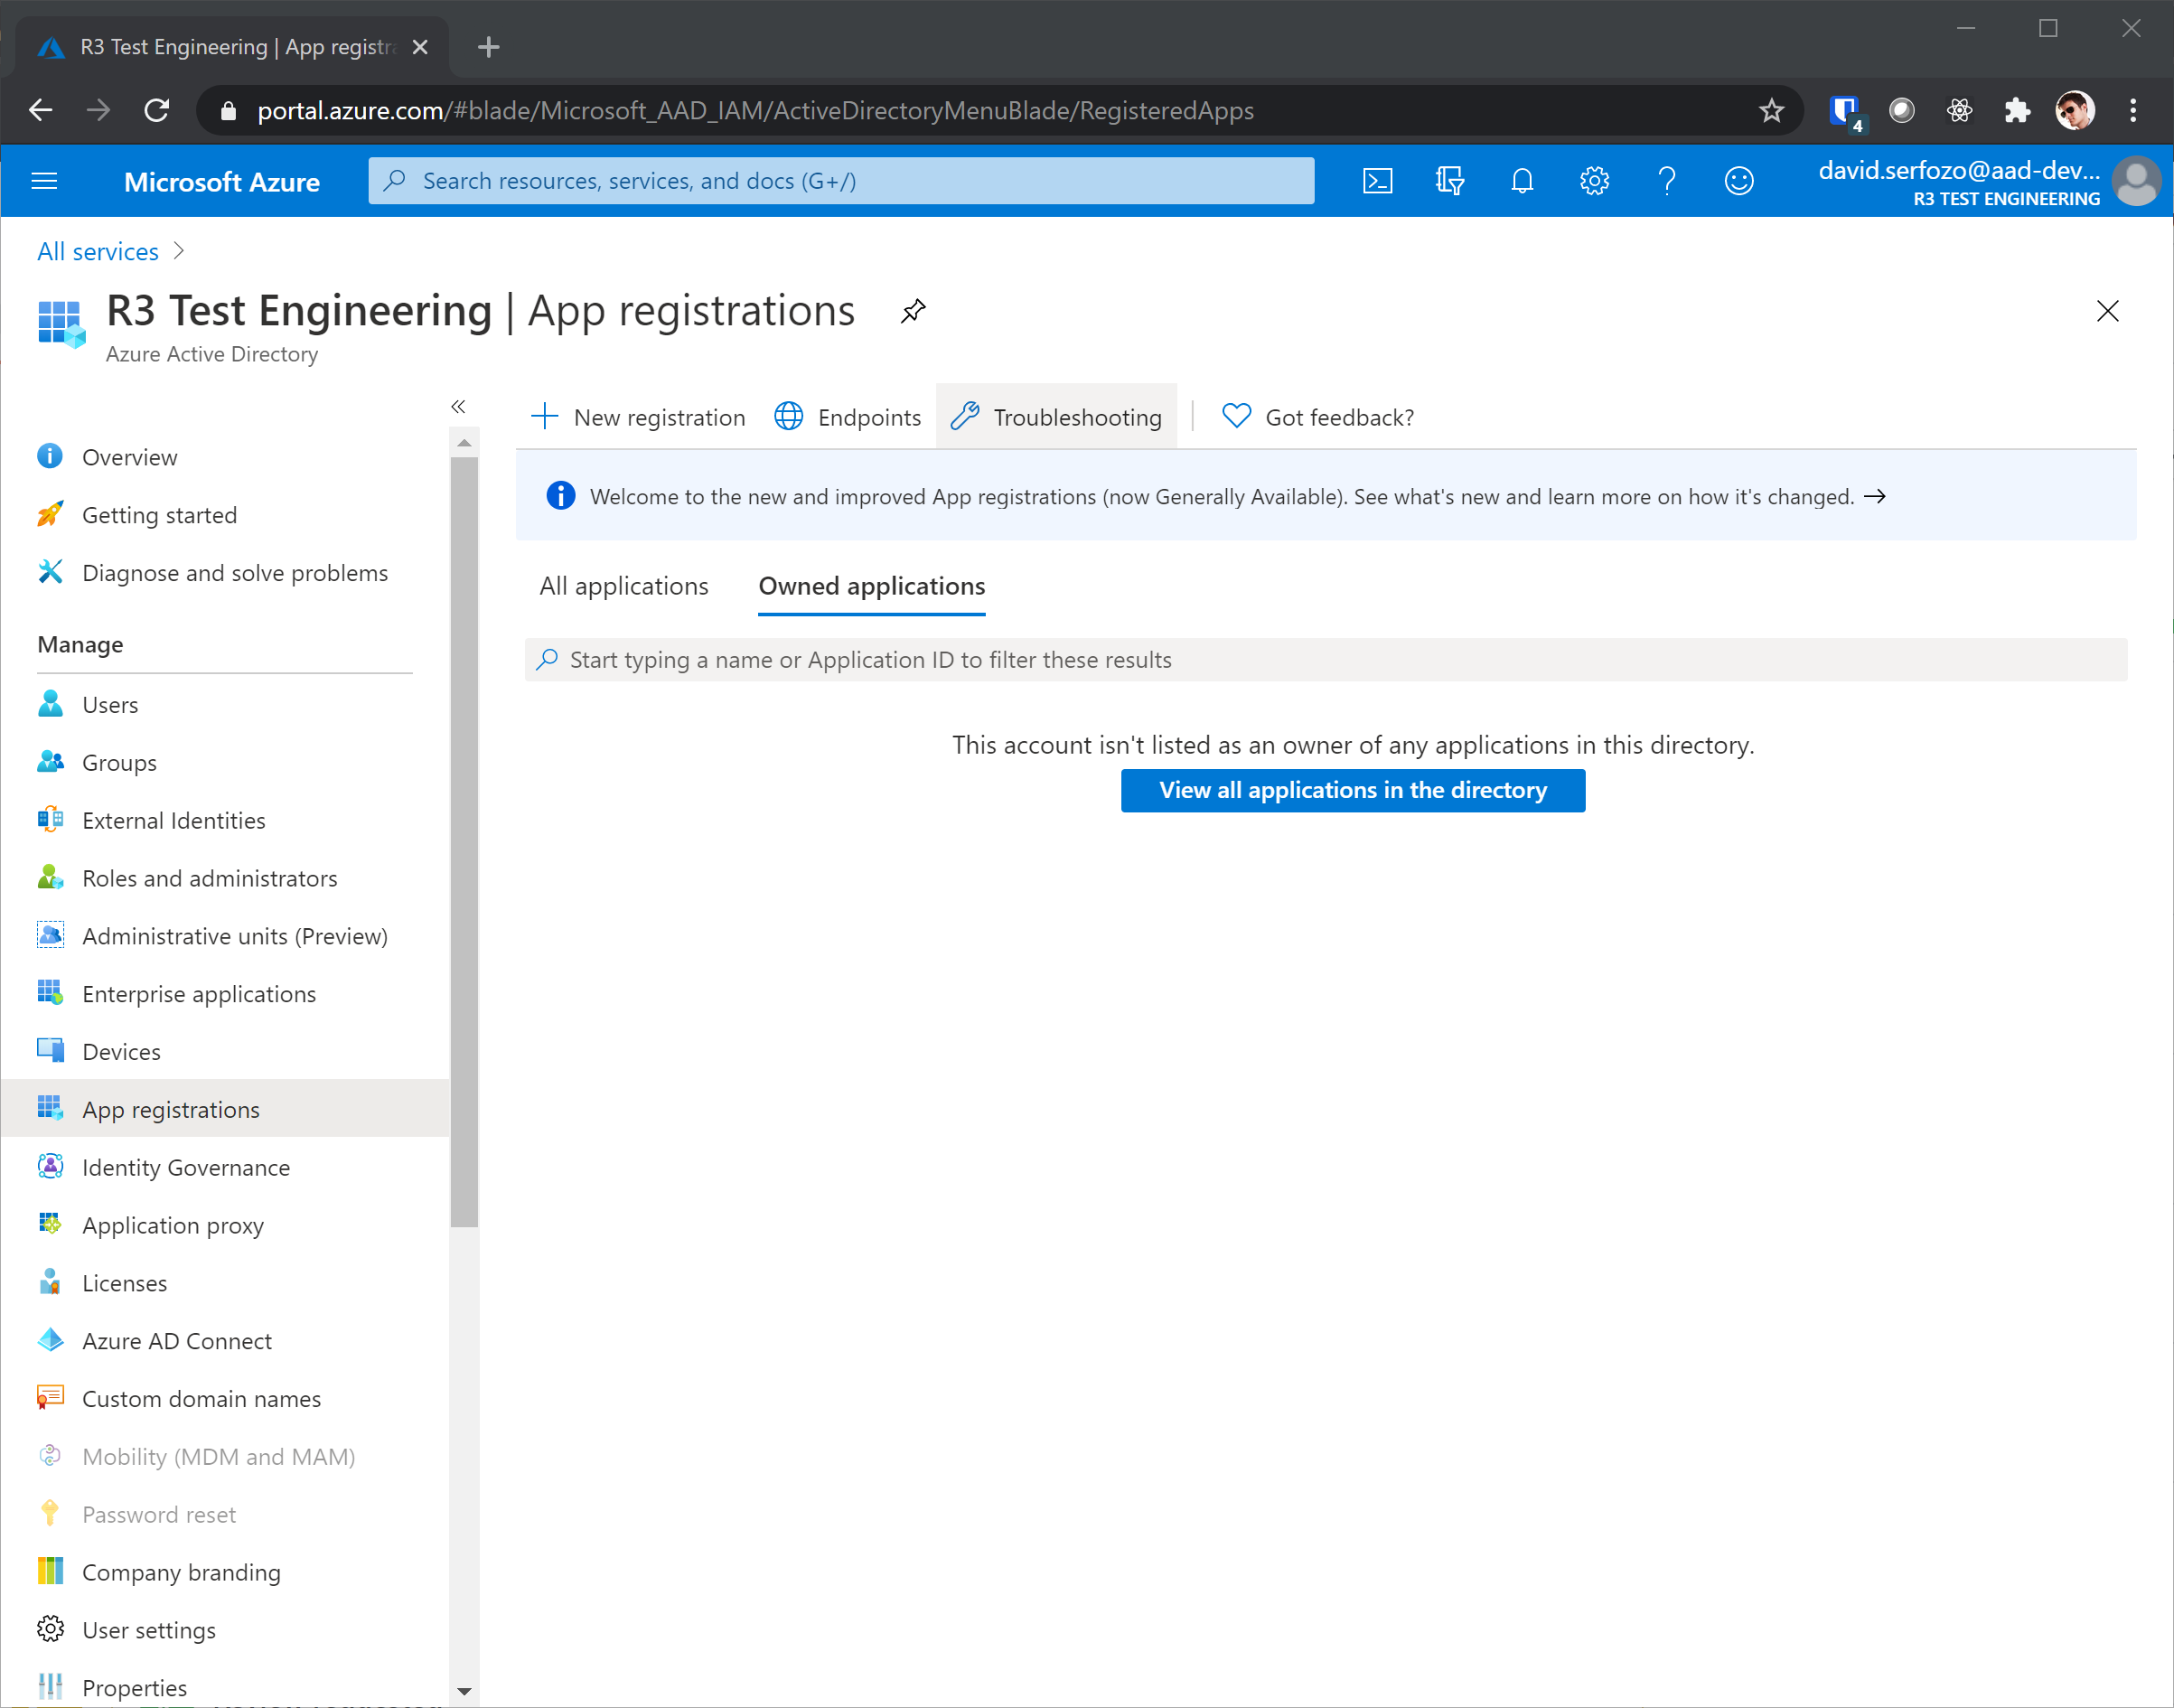 R3 Test Engineering | App registra
portal.azure.com/#blade/Microsoft_AAD_IAM/ActiveDirectoryMenuBlade/RegisteredApps
4
Microsoft Azure
Search resources, services, and docs (G+/)
david.serfozo@aad-dev...
R3 TEST ENGINEERING
All services
R3 Test Engineering | App registrations
Azure Active Directory
New registration
Endpoints
Troubleshooting
Got feedback?
Welcome to the new and improved App registrations (now Generally Available). See what's new and learn more on how it's changed.
All applications
Owned applications
Start typing a name or Application ID to filter these results
This account isn't listed as an owner of any applications in this directory.
View all applications in the directory
Overview
Getting started
Diagnose and solve problems
Manage
Users
Groups
External Identities
Roles and administrators
Administrative units (Preview)
Enterprise applications
Devices
App registrations
Identity Governance
Application proxy
Licenses
Azure AD Connect
Custom domain names
Mobility (MDM and MAM)
Password reset
Company branding
User settings
Properties